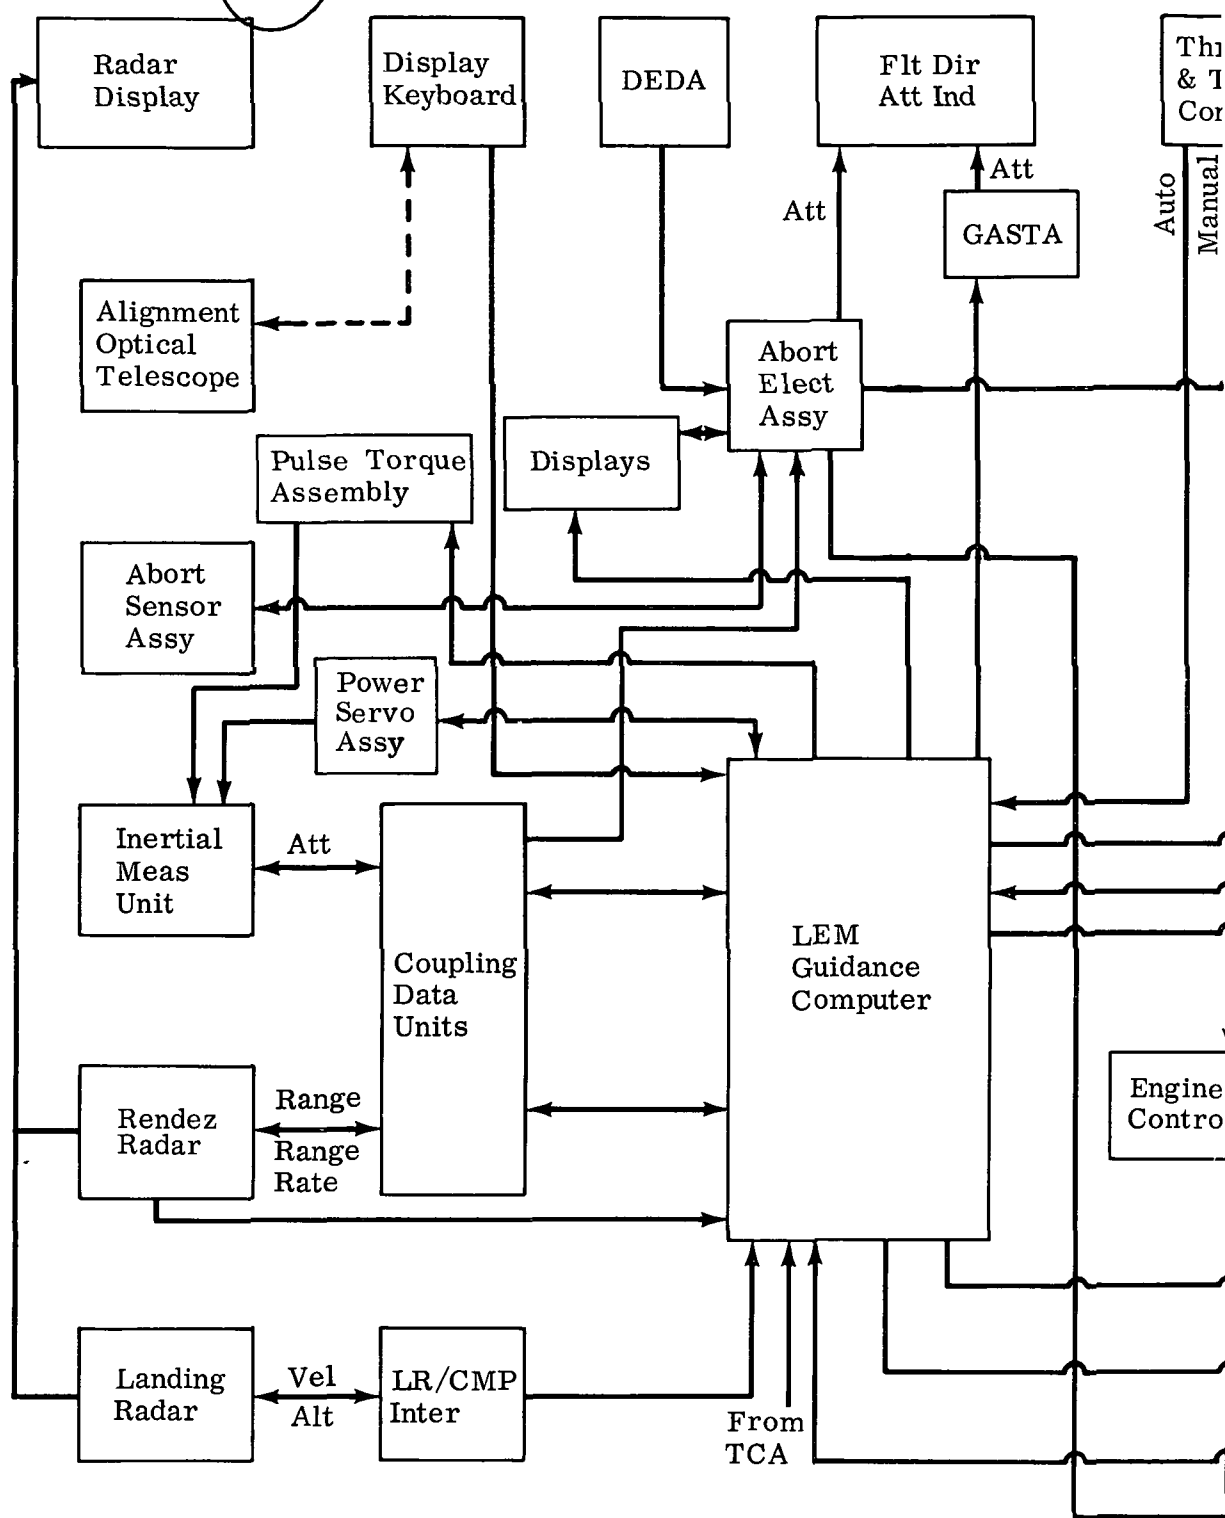 Radar
Display
Display
Keyboard
DEDA
Flt Dir
Att Ind
&
Att
Att
GASTA
Auto
Manual
Alignment
Optical
Telescope
Abort
Elect
Assy
Displays
Pulse Torque
Assembly
Abort
Sensor
Assy
Power
Servo
Assy
Inertial
Meas
Unit
Att
Coupling
Data
Units
LEM
Guidance
Computer
Rendez
Radar
Range
Range
Rate
Engine
Contro
Landing
Radar
Vel
Alt
LR/CMP
Inter
From
TCA